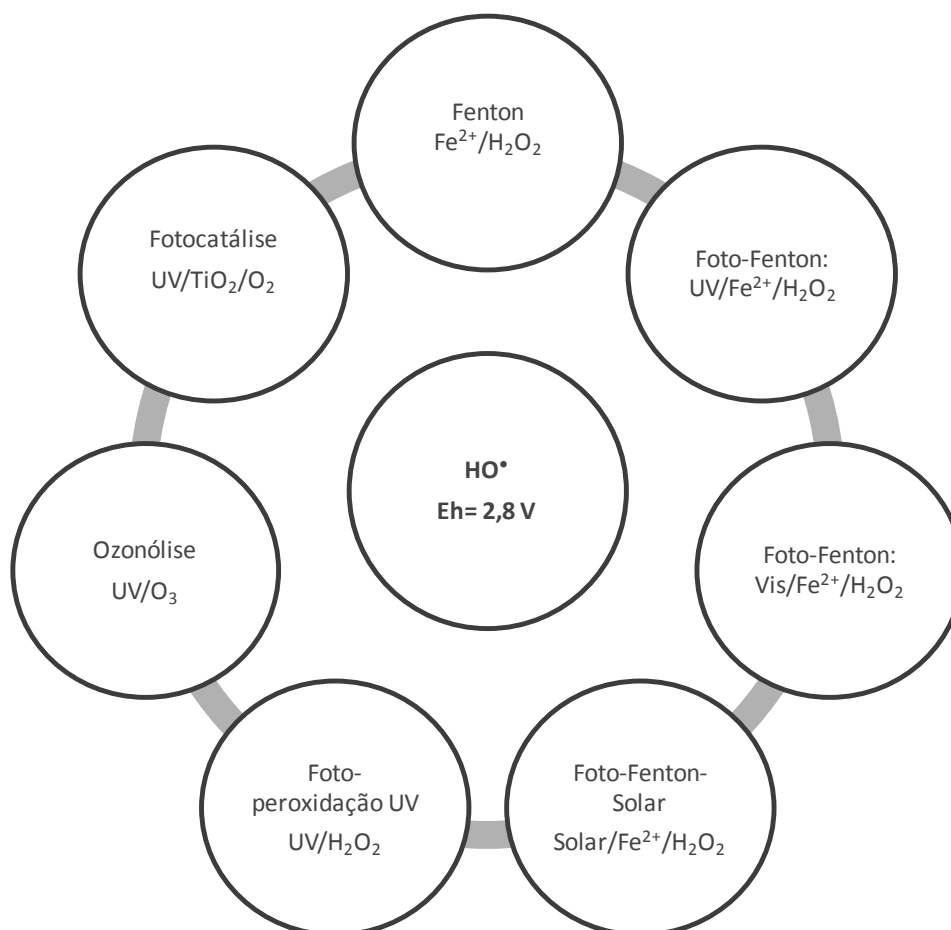 Fenton
Fe²⁺/H₂O₂
Fotocatálise
UV/TiO₂/O₂
Foto-Fenton:
UV/Fe²⁺/H₂O₂
HO•
Eh= 2,8 V
Ozonólise
UV/O₃
Foto-Fenton:
Vis/Fe²⁺/H₂O₂
Foto-
peroxidação UV
UV/H₂O₂
Foto-Fenton-
Solar
Solar/Fe²⁺/H₂O₂